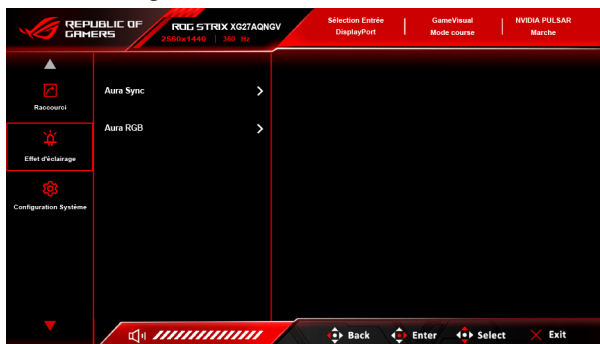 REPUBLIC OF
GAMERS
ROG STRIX XG27AQNGV
2560x1440 | 360 Hz
Sélection Entrée
DisplayPort
GameVisual
Mode course
NVIDIA PULSAR
Marche
Raccourci
Effet d'éclairage
Configuration Système
Aura Sync
Aura RGB
Back
Enter
Select
Exit